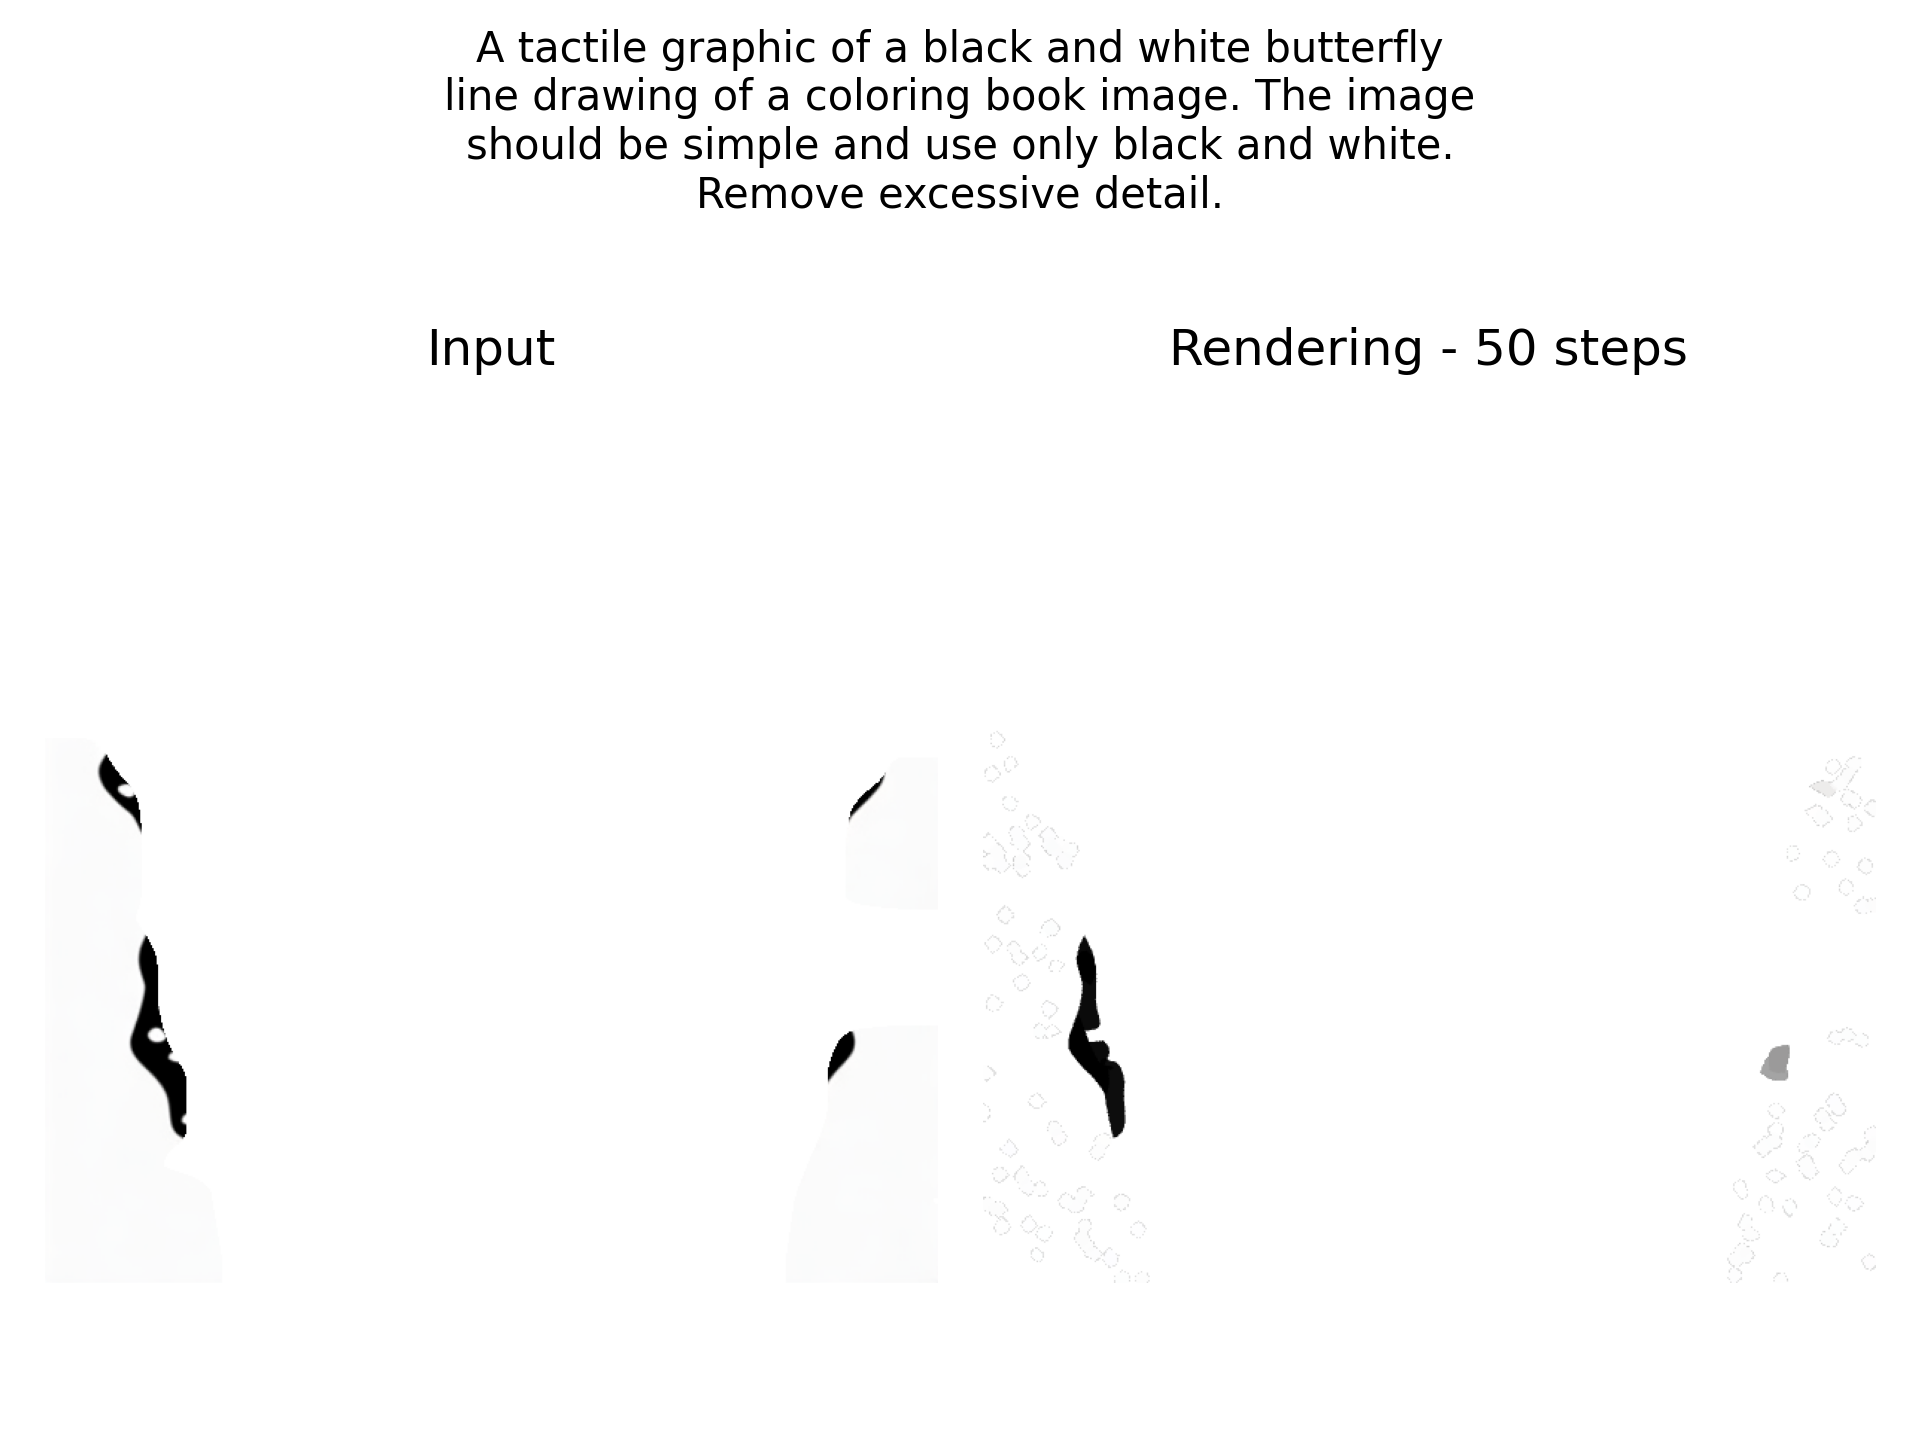 A tactile graphic of a black and white butterfly
line drawing of a coloring book image. The image
should be simple and use only black and white.
Remove excessive detail.
Input
Rendering - 50 steps